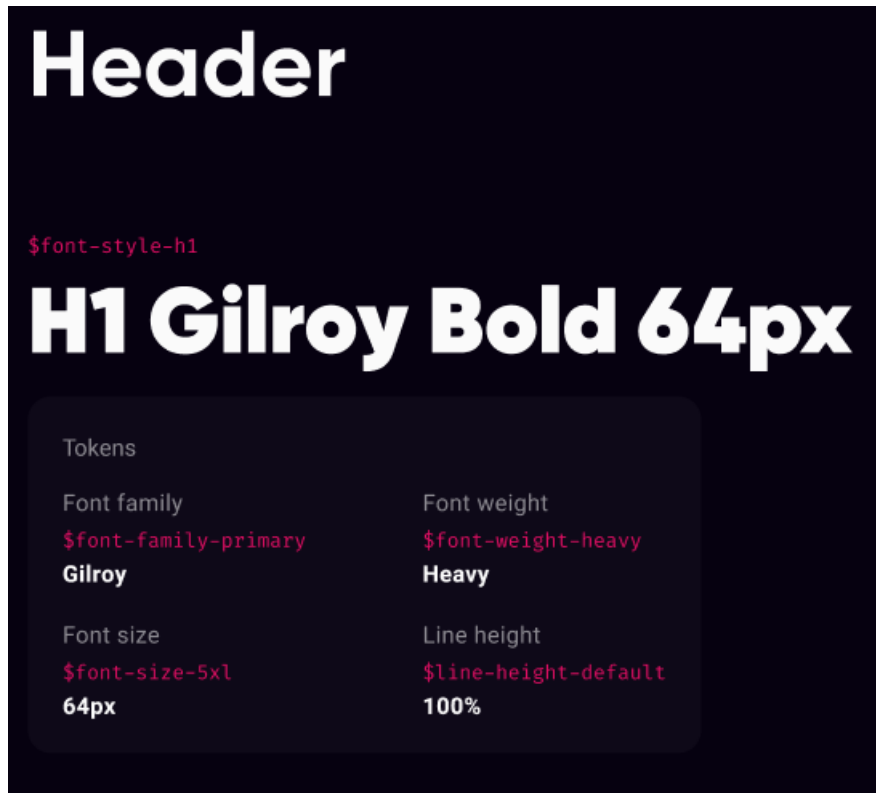 Header
$font-style-h1
H1 Gilroy Bold 64px
Tokens
Font family
$font-family-primary
Gilroy
Font weight
$font-weight-heavy
Heavy
Font size
$font-size-5xl
64px
Line height
$line-height-default
100%